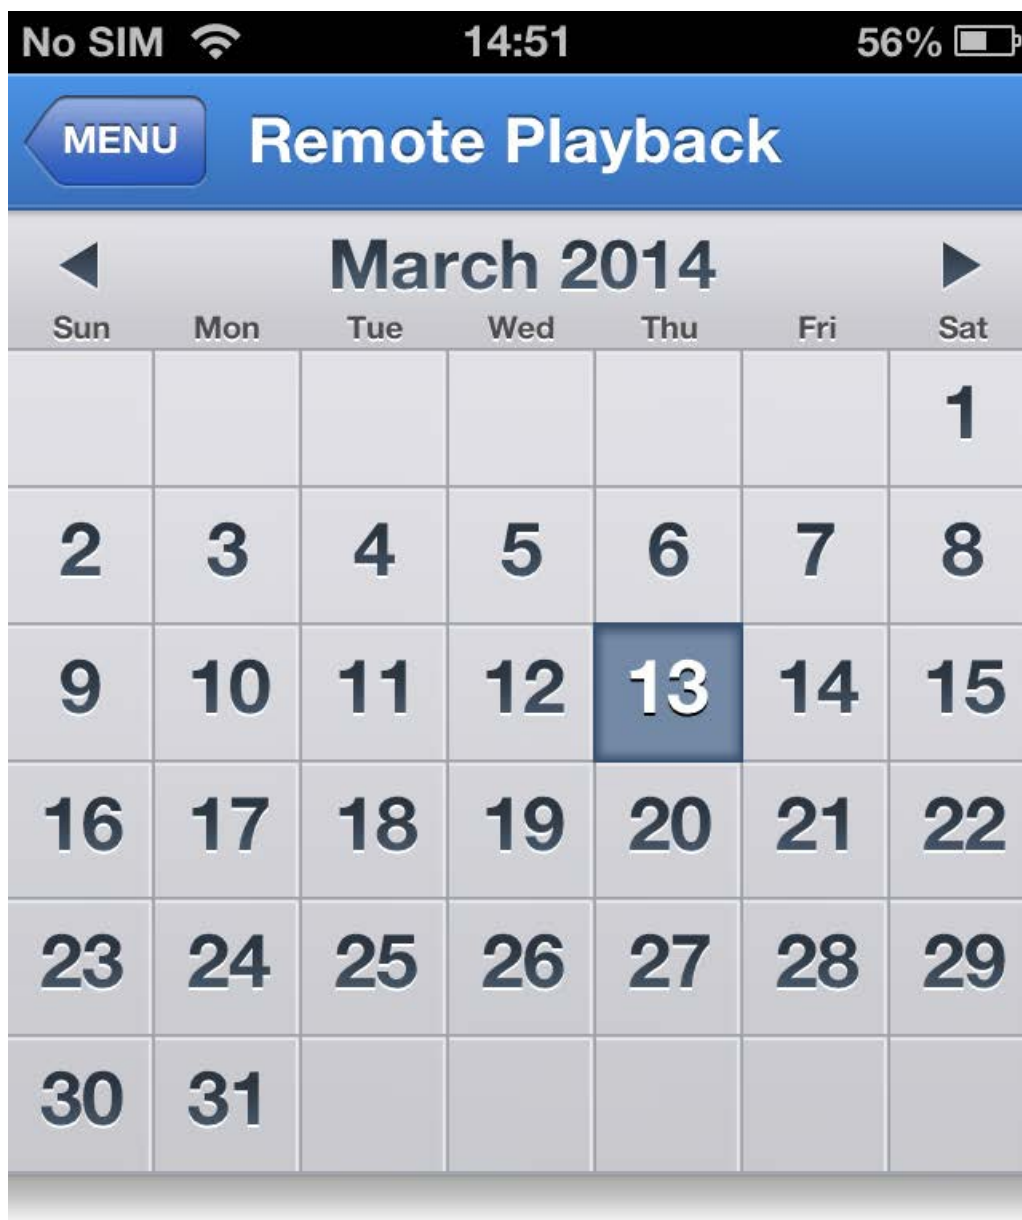 No SIM 14:51 56%
MENU Remote Playback
March 2014
Sun Mon Tue Wed Thu Fri Sat
1
2 3 4 5 6 7 8
9 10 11 12 13 14 15
16 17 18 19 20 21 22
23 24 25 26 27 28 29
30 31